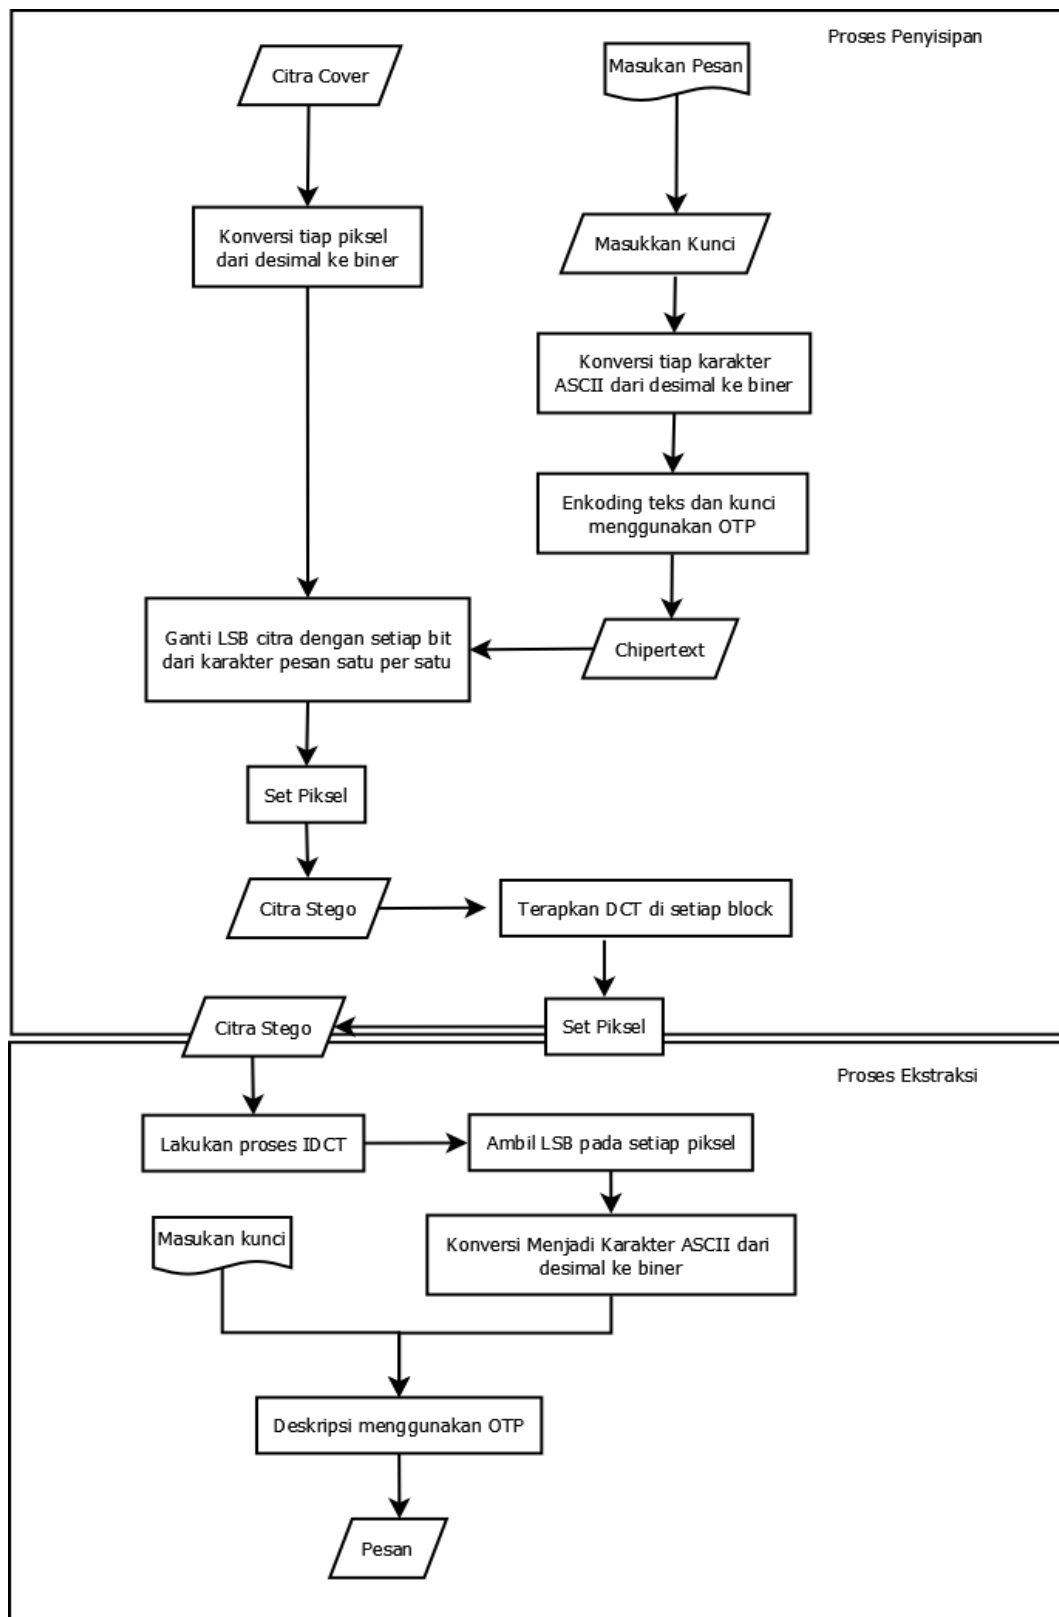 Proses Penyisipan
Citra Cover
Masukan Pesan
Konversi tiap piksel
dari desimal ke biner
Masukkan Kunci
Konversi tiap karakter
ASCII dari desimal ke biner
Enkoding teks dan kunci
menggunakan OTP
Ganti LSB citra dengan setiap bit
dari karakter pesan satu per satu
Chipertext
Set Piksel
Citra Stego
Terapkan DCT di setiap block
Set Piksel
Citra Stego
Proses Ekstraksi
Lakukan proses IDCT
Ambil LSB pada setiap piksel
Masukan kunci
Konversi Menjadi Karakter ASCII dari
desimal ke biner
Deskripsi menggunakan OTP
Pesan